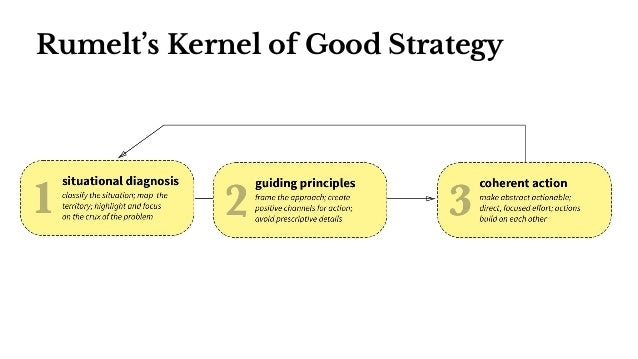 Rumelt's Kernel of Good Strategy
1
situational diagnosis
classify the situation; map the
territory; highlight and focus
on the crux of the problem
2
guiding principles
frame the approach; create
positive channels for action;
avoid prescriptive details
3
coherent action
make abstract actionable;
direct, focused effort; actions
build on each other